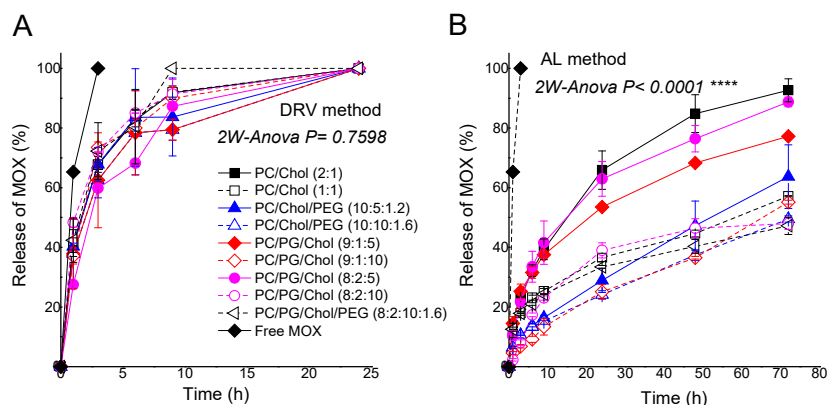 A
100
80
60
40
20
0
5
10
15
20
25
Release of MOX (%)
Time (h)
DRV method
2W-Anova P= 0.7598
PC/Chol (2:1)
PC/Chol (1:1)
PC/Chol/PEG (10:5:1.2)
PC/Chol/PEG (10:10:1.6)
PC/PG/Chol (9:1:5)
PC/PG/Chol (9:1:10)
PC/PG/Chol (8:2:5)
PC/PG/Chol (8:2:10)
PC/PG/Chol/PEG (8:2:10:1.6)
Free MOX
B
AL method
2W-Anova P< 0.0001 ****
100
80
60
40
20
0
10
20
30
40
50
60
70
80
Release of MOX (%)
Time (h)